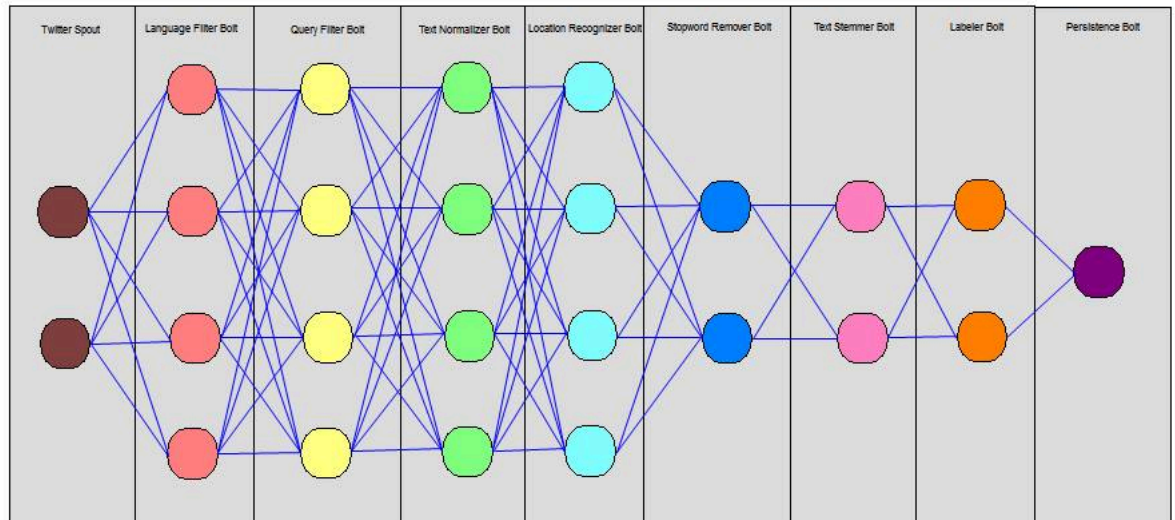 Twitter Spout
Language Filter Bolt
Query Filter Bolt
Text Normalizer Bolt
Location Recognizer Bolt
Stopword Remover Bolt
Text Stemmer Bolt
Labeler Bolt
Persistence Bolt